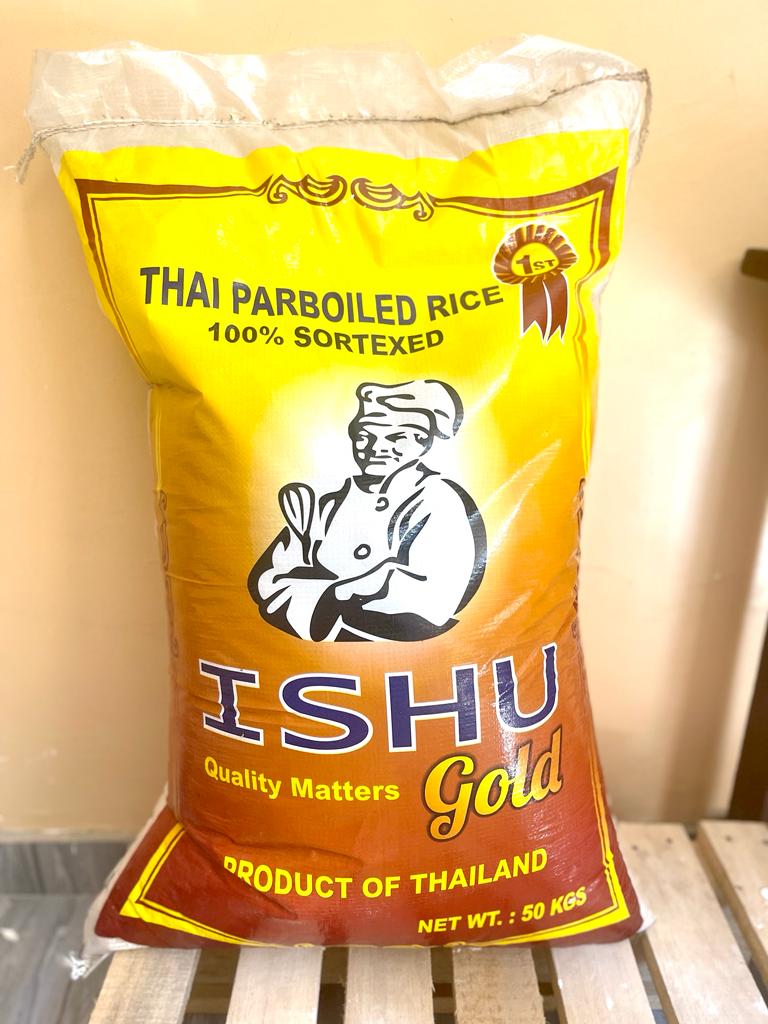 1ST
THAI PARBOILED RICE
100% SORTEXED
ISHU
Quality Matters Gold
PRODUCT OF THAILAND
NET WT. : 50 KGS